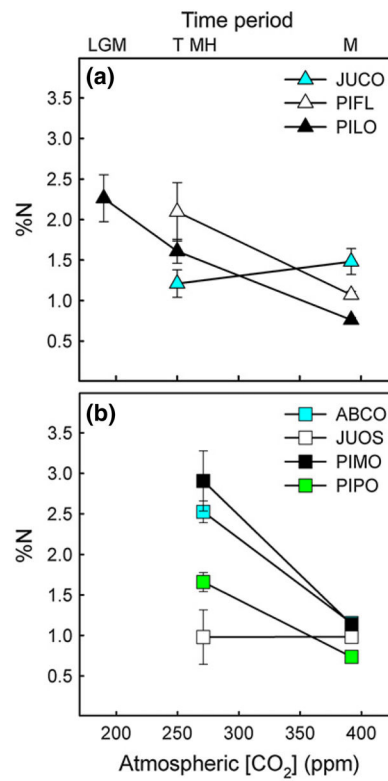 Time period
LGM T MH M
(a)
JUCO
PIFL
PILO
3.5
3.0
2.5
2.0
1.5
1.0
0.5
%N
(b)
ABCO
JUOS
PIMO
PIPO
3.5
3.0
2.5
2.0
1.5
1.0
0.5
%N
200 250 300 350 400
Atmospheric [CO₂] (ppm)